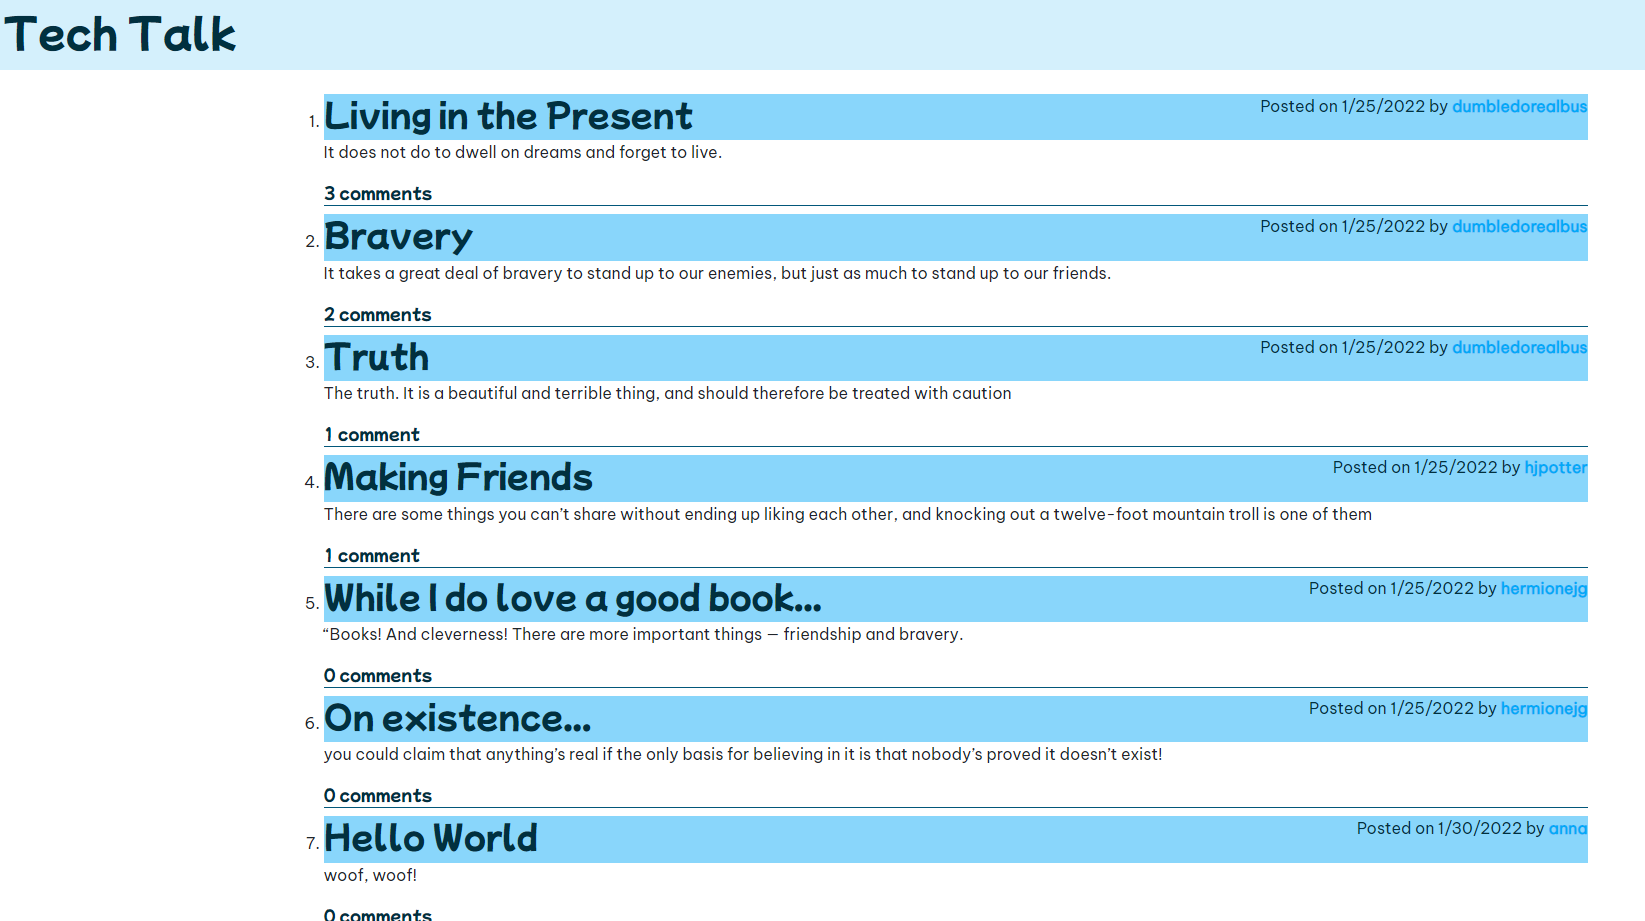 Tech Talk
1. Living in the Present Posted on 1/25/2022 by dumbledorealbus
It does not do to dwell on dreams and forget to live.
3 comments
2. Bravery Posted on 1/25/2022 by dumbledorealbus
It takes a great deal of bravery to stand up to our enemies, but just as much to stand up to our friends.
2 comments
3. Truth Posted on 1/25/2022 by dumbledorealbus
The truth. It is a beautiful and terrible thing, and should therefore be treated with caution
1 comment
4. Making Friends Posted on 1/25/2022 by hjpotter
There are some things you can’t share without ending up liking each other, and knocking out a twelve-foot mountain troll is one of them
1 comment
5. While I do love a good book... Posted on 1/25/2022 by hermionejg
“Books! And cleverness! There are more important things — friendship and bravery.
0 comments
6. On existence... Posted on 1/25/2022 by hermionejg
you could claim that anything’s real if the only basis for believing in it is that nobody’s proved it doesn’t exist!
0 comments
7. Hello World Posted on 1/30/2022 by anna
woof, woof!
0 comments